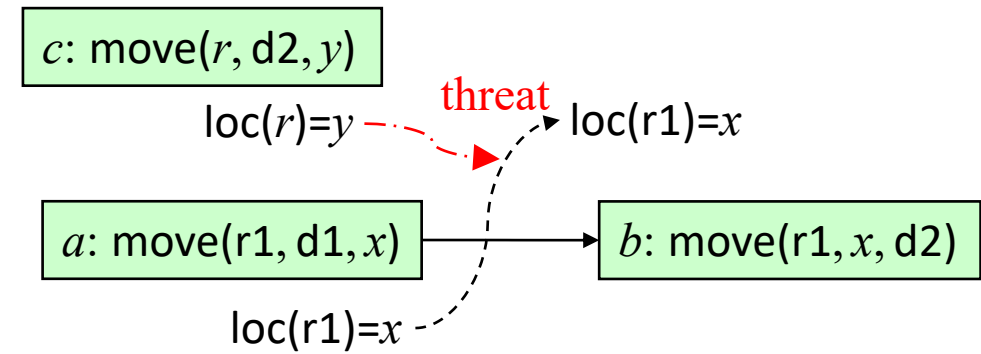 c: move(r, d2, y)
threat
loc(r)=y
loc(r1)=x
a: move(r1, d1, x)
b: move(r1, x, d2)
loc(r1)=x